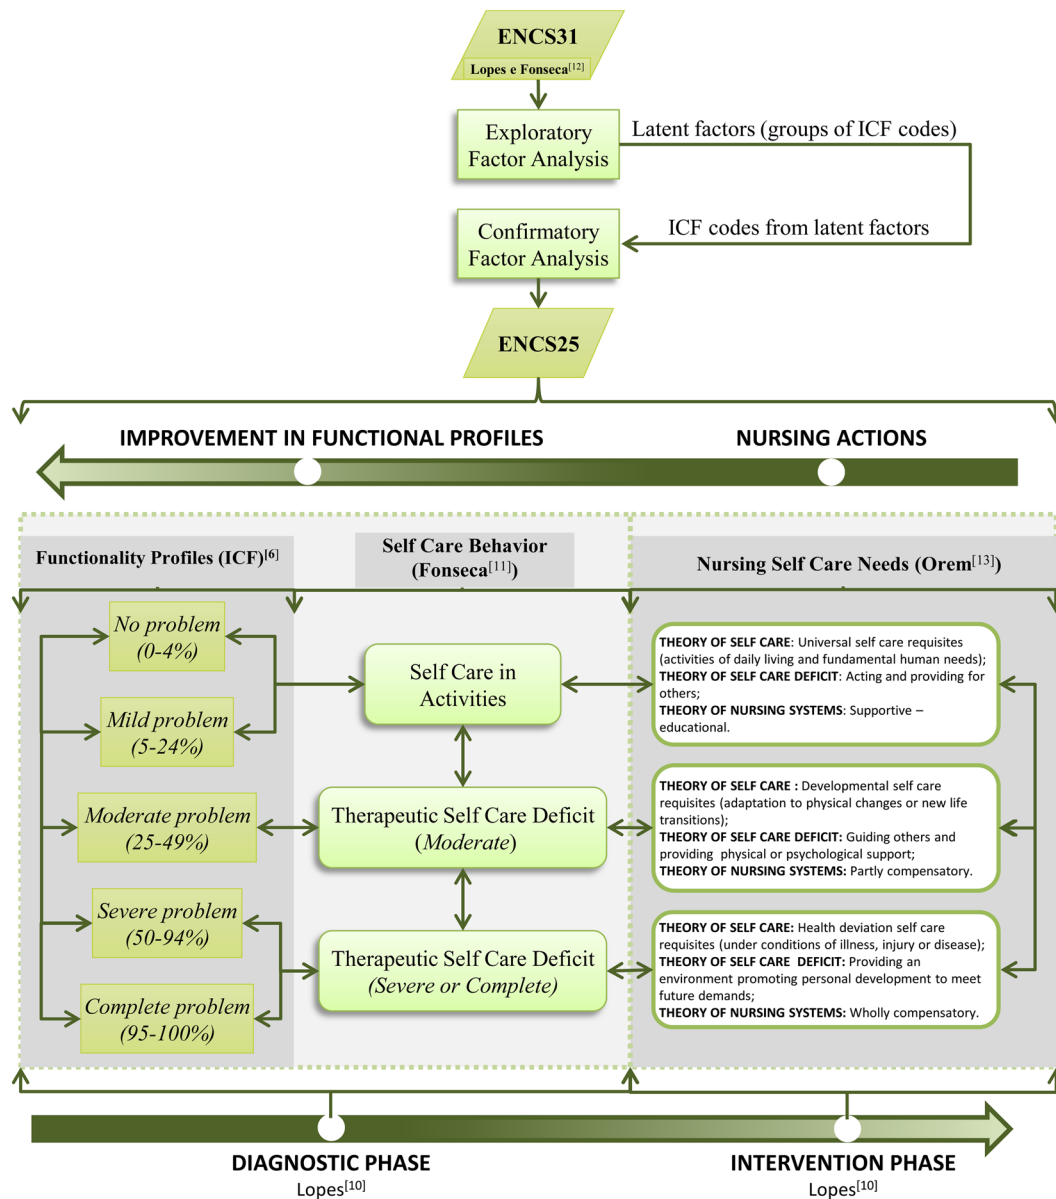 ENCS31
Lopes e Fonseca[12]
Exploratory
Factor Analysis
Latent factors (groups of ICF codes)
Confirmatory
Factor Analysis
ICF codes from latent factors
ENCS25
IMPROVEMENT IN FUNCTIONAL PROFILES
NURSING ACTIONS
Functionality Profiles (ICF)[6]
Self Care Behavior
(Fonseca[11])
Nursing Self Care Needs (Orem[13])
No problem
(0-4%)
Mild problem
(5-24%)
Moderate problem
(25-49%)
Severe problem
(50-94%)
Complete problem
(95-100%)
Self Care in
Activities
Therapeutic Self Care Deficit
(Moderate)
Therapeutic Self Care Deficit
(Severe or Complete)
THEORY OF SELF CARE: Universal self care requisites
(activities of daily living and fundamental human needs);
THEORY OF SELF CARE DEFICIT: Acting and providing for
others;
THEORY OF NURSING SYSTEMS: Supportive –
educational.
THEORY OF SELF CARE : Developmental self care
requisites (adaptation to physical changes or new life
transitions);
THEORY OF SELF CARE DEFICIT: Guiding others and
providing physical or psychological support;
THEORY OF NURSING SYSTEMS: Partly compensatory.
THEORY OF SELF CARE: Health deviation self care
requisites (under conditions of illness, injury or disease);
THEORY OF SELF CARE DEFICIT: Providing an
environment promoting personal development to meet
future demands;
THEORY OF NURSING SYSTEMS: Wholly compensatory.
DIAGNOSTIC PHASE
Lopes[10]
INTERVENTION PHASE
Lopes[10]